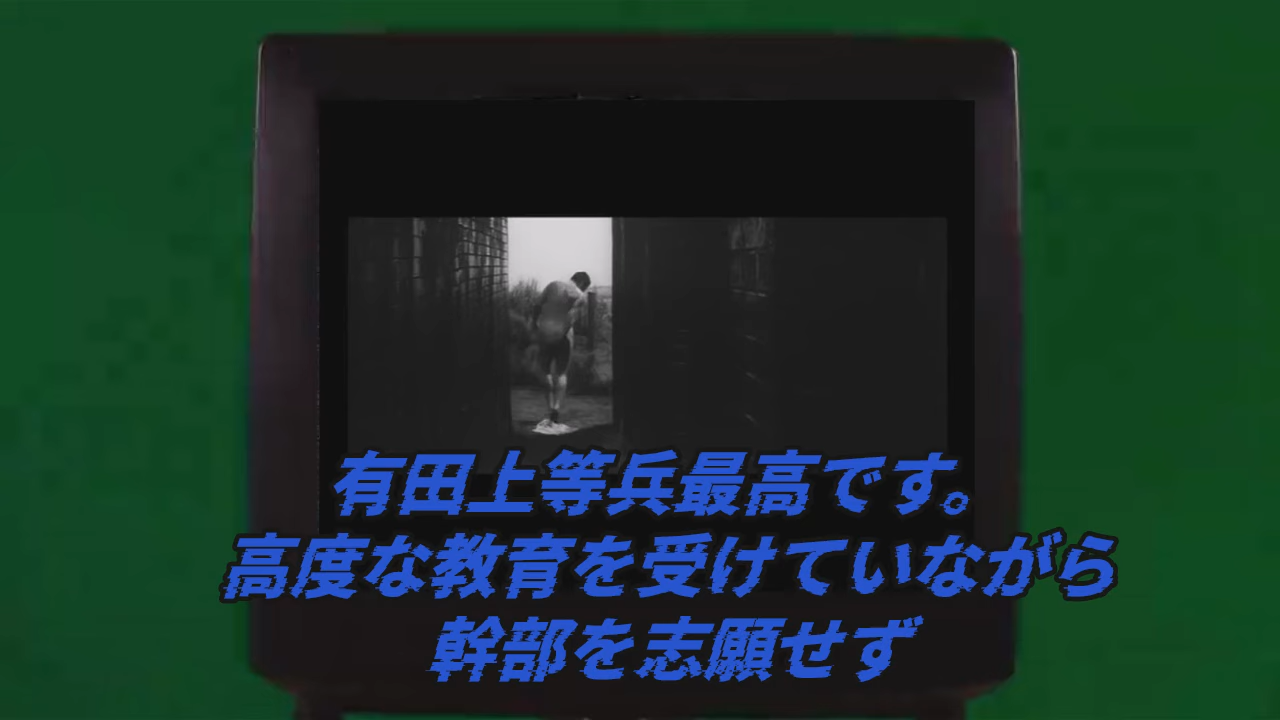 有田上等兵最高です。
高度な教育を受けていながら
幹部を志願せず